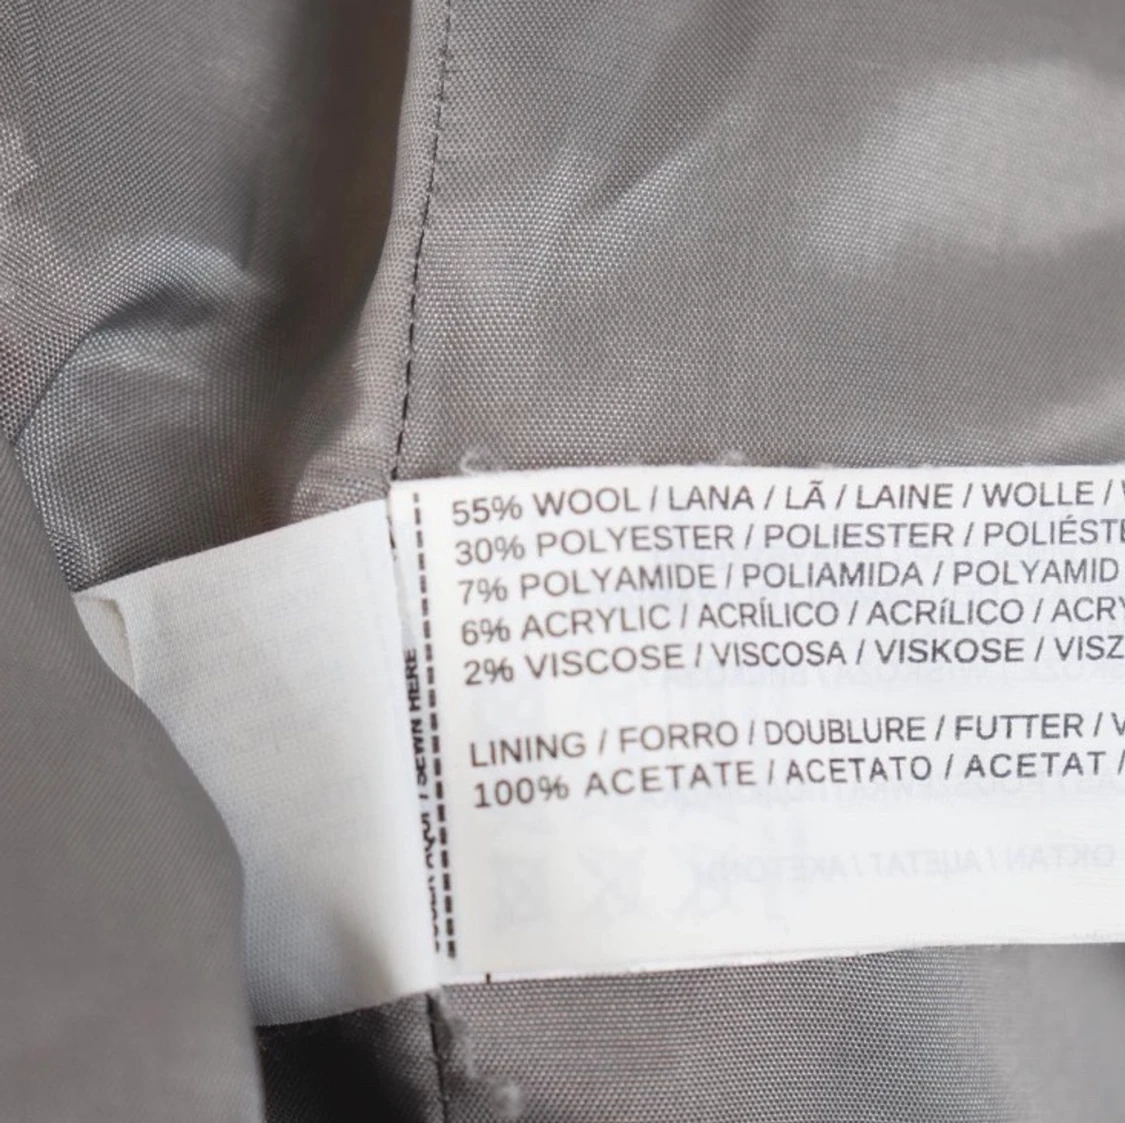 55% WOOL / LANA / LÃ / LAINE / WOLLE /
30% POLYESTER / POLIESTER / POLIÉSTE
7% POLYAMIDE / POLIAMIDA / POLYAMID
6% ACRYLIC / ACRÍLICO / ACRíLICO / ACRY
2% VISCOSE / VISCOSA / VISKOSE / VISZ
LINING / FORRO / DOUBLURE / FUTTER / V
100% ACETATE / ACETATO / ACETAT /
/ SEWN HERE